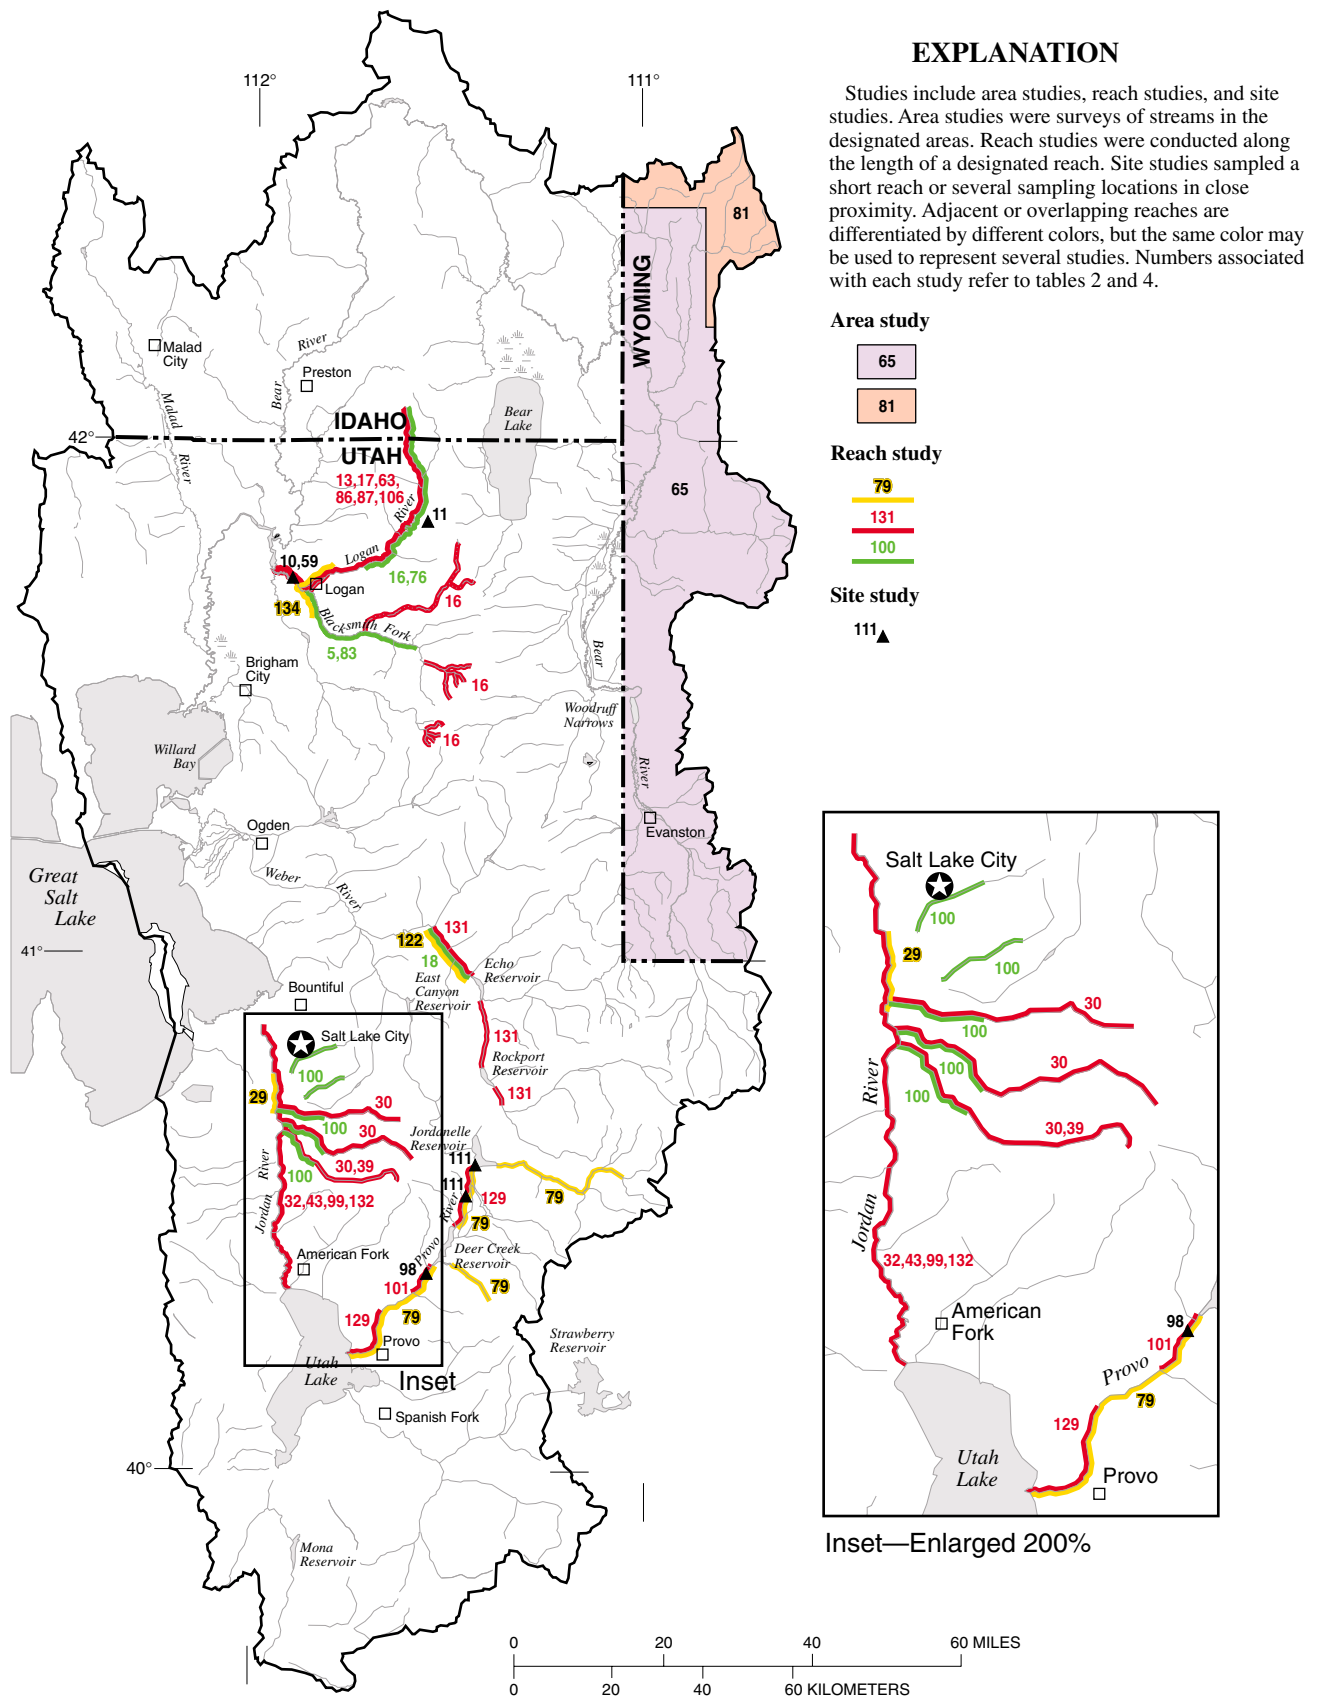 EXPLANATION
Studies include area studies, reach studies, and site
studies. Area studies were surveys of streams in the
designated areas. Reach studies were conducted along
the length of a designated reach. Site studies sampled a
short reach or several sampling locations in close
proximity. Adjacent or overlapping reaches are
differentiated by different colors, but the same color may
be used to represent several studies. Numbers associated
with each study refer to tables 2 and 4.
Area study
65
81
Reach study
79
131
100
Site study
111
112°
111°
81
WYOMING
Malad
City
River
Preston
Bear
Malad
River
IDAHO
Bear
Lake
42°
UTAH
13,17,63,
86,87,106
River
11
65
10,59
Logan
Logan
16,76
134
16
Blacksmith Fork
5,83
Bear
Brigham
City
16
Woodruff
Narrows
16
Willard
Bay
River
Ogden
Evanston
Weber
River
Great
Salt
Lake
131
122
18
41°
Echo
Reservoir
East
Canyon
Reservoir
Bountiful
Salt Lake City
131
Rockport
Reservoir
100
131
29
30
100
30
Jordanelle
Reservoir
111
River
30,39
100
111
129
79
32,43,99,132
River
79
Jordan
American Fork
Provo
Deer Creek
Reservoir
98
101
79
129
79
Provo
Strawberry
Reservoir
Utah
Lake
Inset
Spanish Fork
40°
Mona
Reservoir
0
20
40
60 MILES
0
20
40
60 KILOMETERS
Salt Lake City
100
29
100
30
100
100
30
River
100
30,39
Jordan
32,43,99,132
American
Fork
98
101
Provo
79
129
Utah
Lake
Provo
Inset—Enlarged 200%